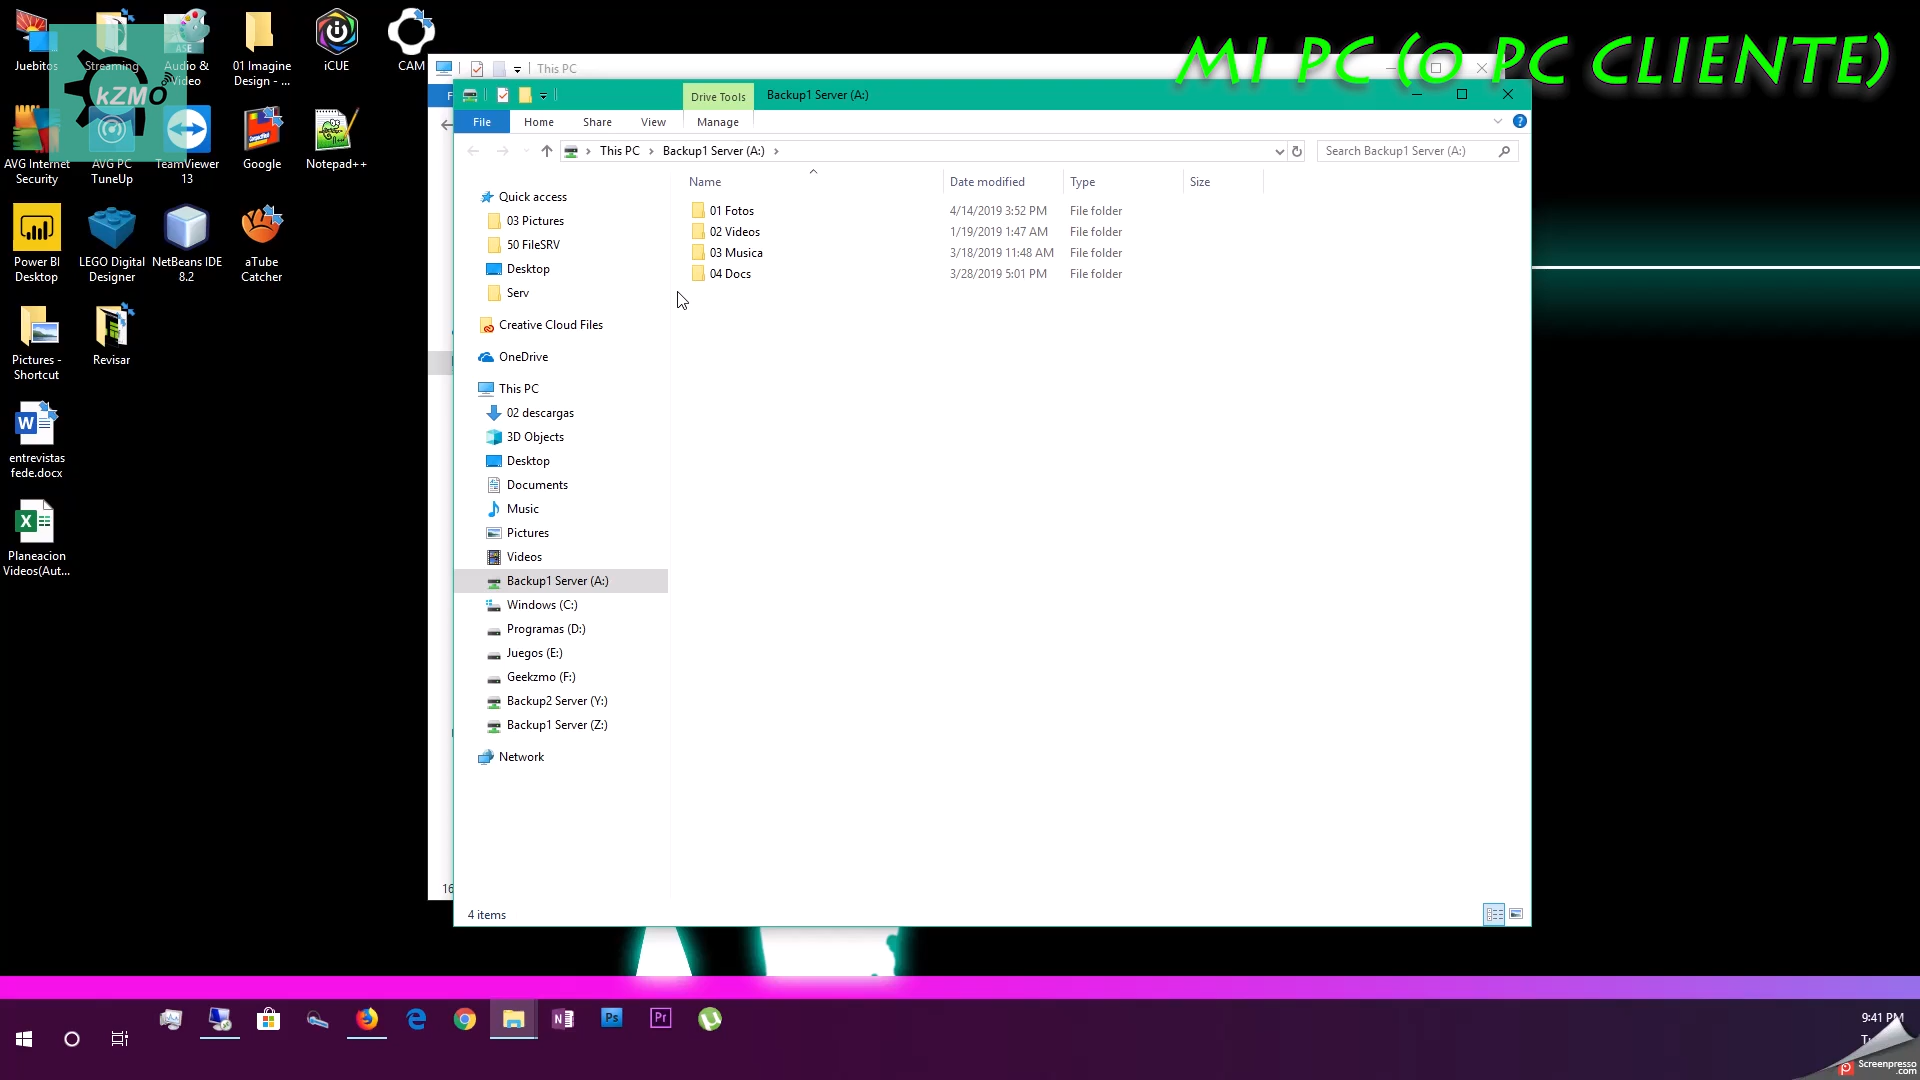 MI PC (O PC CLIENTE)
Juebitos
Streaming
Audio &
Video
01 Imagine
Design - ...
iCUE
CAM
kZMO
AVG Internet
Security
AVG PC
TuneUp
TeamViewer
13
Google
Notepad++
Power BI
Desktop
LEGO Digital
Designer
NetBeans IDE
8.2
aTube
Catcher
Pictures -
Shortcut
Revisar
entrevistas
fede.docx
Planeacion
Videos(Aut...
This PC
Drive Tools
Backup1 Server (A:)
File
Home
Share
View
Manage
This PC
Backup1 Server (A:)
Search Backup1 Server (A:)
Name
Date modified
Type
Size
01 Fotos 4/14/2019 3:52 PM File folder
02 Videos 1/19/2019 1:47 AM File folder
03 Musica 3/18/2019 11:48 AM File folder
04 Docs 3/28/2019 5:01 PM File folder
Quick access
03 Pictures
50 FileSRV
Desktop
Serv
Creative Cloud Files
OneDrive
This PC
02 descargas
3D Objects
Desktop
Documents
Music
Pictures
Videos
Backup1 Server (A:)
Windows (C:)
Programas (D:)
Juegos (E:)
Geekzmo (F:)
Backup2 Server (Y:)
Backup1 Server (Z:)
Network
16
4 items
Ps
Pr
9:41 PM
Screenpresso
.com